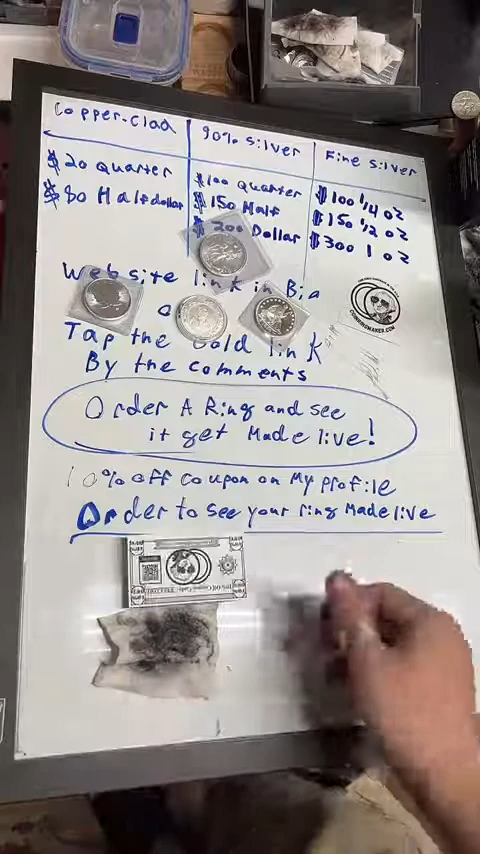 Copper-Clad 90% Silver Fine Silver
$20 Quarter $100 Quarter $100 1/4 oz
$80 Halfdollar $150 Half $150 1/2 oz
$200 Dollar $300 1 oz
Website link in Bio
Tap the link
By the comments
COINRINGMAKER.COM
Order A Ring and see
it get Made live!
10% off coupon on My profile
Order to see your ring Made live